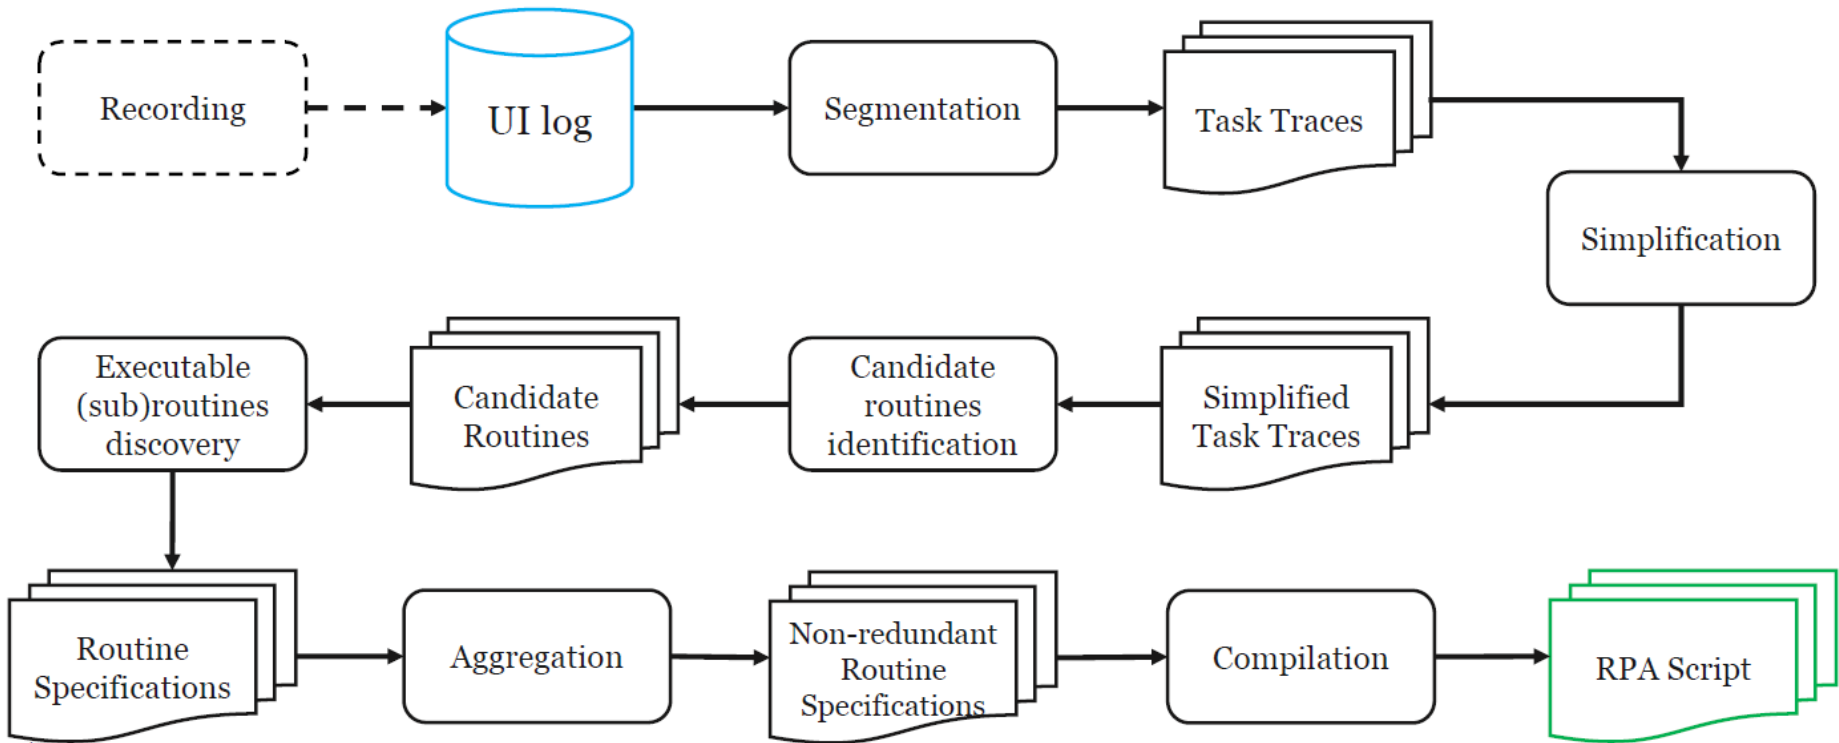 Recording
UI log
Segmentation
Task Traces
Simplification
Executable
(sub)routines
discovery
Candidate
Routines
Candidate
routines
identification
Simplified
Task Traces
Routine
Specifications
Aggregation
Non-redundant
Routine
Specifications
Compilation
RPA Script